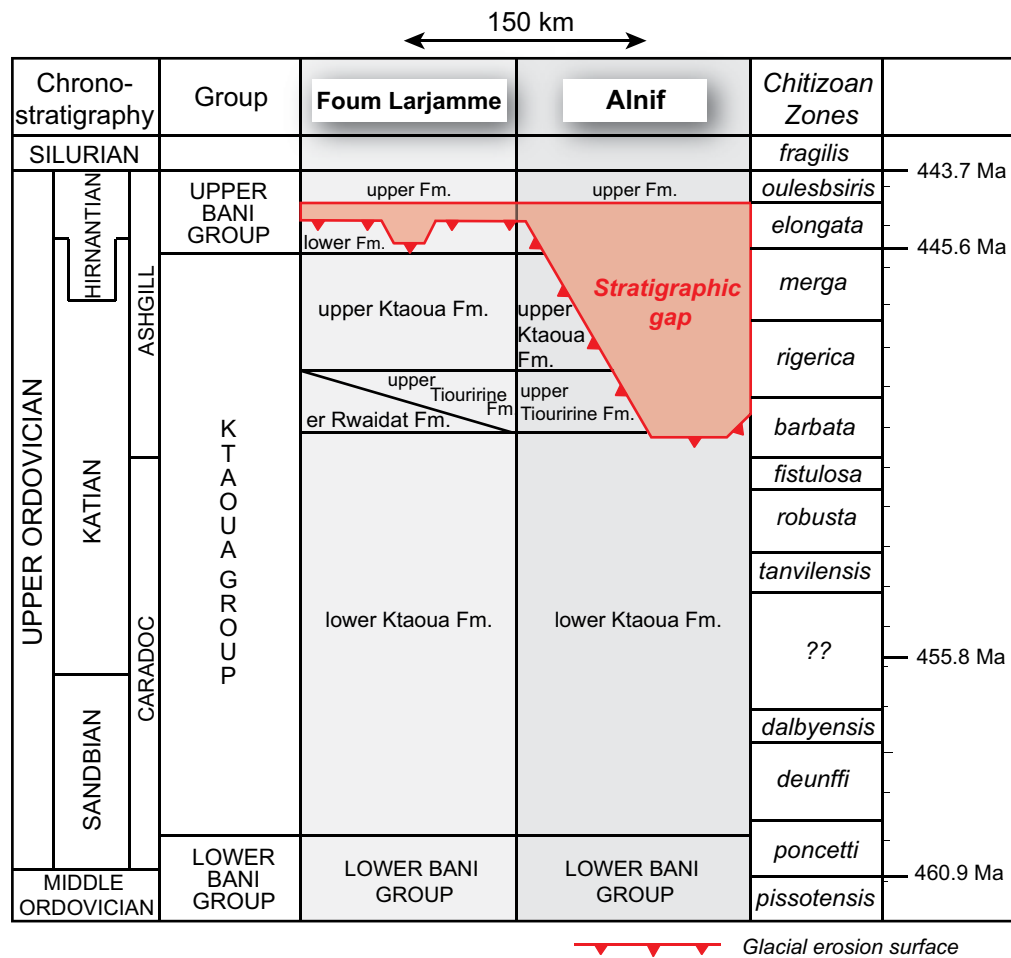 150 km
Chrono-
stratigraphy
Group
Foum Larjamme
Alnif
Chitizoan
Zones
SILURIAN
fragilis
443.7 Ma
UPPER ORDOVICIAN
HIRNANTIAN
KATIAN
SANDBIAN
ASHGILL
CARADOC
UPPER
BANI
GROUP
upper Fm.
upper Fm.
oulesbsiris
lower Fm.
elongata
445.6 Ma
KTAOUA GROUP
upper Ktaoua Fm.
upper
Ktaoua
Fm.
Stratigraphic
gap
merga
rigerica
upper
Tiouririne
Fm
er Rwaidat Fm.
upper
Tiouririne Fm.
barbata
fistulosa
robusta
tanvilensis
lower Ktaoua Fm.
lower Ktaoua Fm.
??
455.8 Ma
dalbyensis
deunffi
LOWER
BANI
GROUP
LOWER BANI
GROUP
LOWER BANI
GROUP
poncetti
460.9 Ma
MIDDLE
ORDOVICIAN
pissotensis
Glacial erosion surface